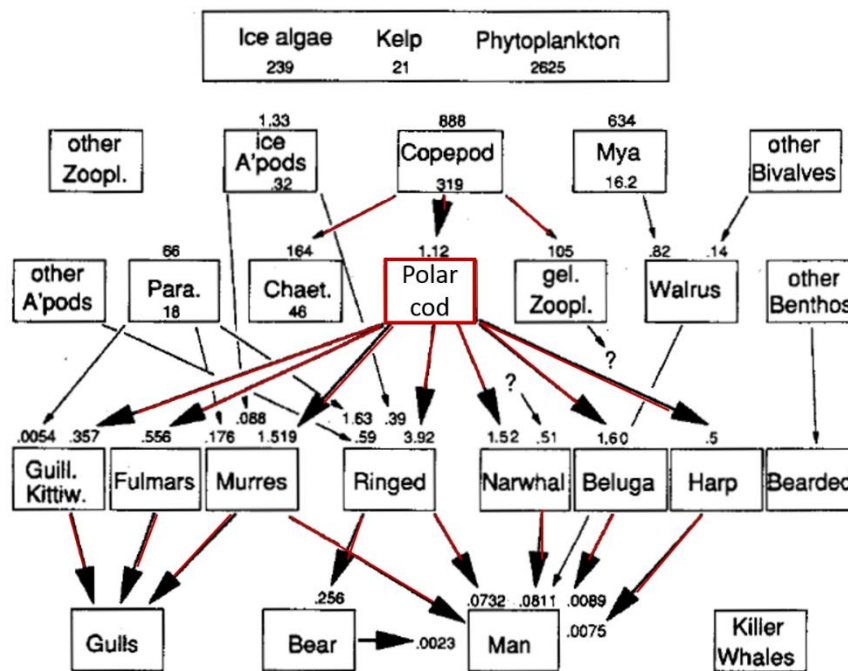 Ice algae Kelp Phytoplankton
239 21 2625
1.33 888 634
other ice Copepod Mya other
Zoopl. A'pods Bivalves
.32 319 16.2
66 164 1.12 105 .82 .14
other Para. Chaet. Polar gel. Walrus other
A'pods cod Zoopl. Benthos
18 46
?
?
.088 1.63 .39
.0054 .357 .556 .176 1.519 .59 3.92 1.52 .51 1.60 .5
Guill. Fulmars Murres Ringed Narwhal Beluga Harp Bearded
Kittiw.
.256 .0732 .0811 .0089
Gulls Bear .0023 Man .0075 Killer
Whales